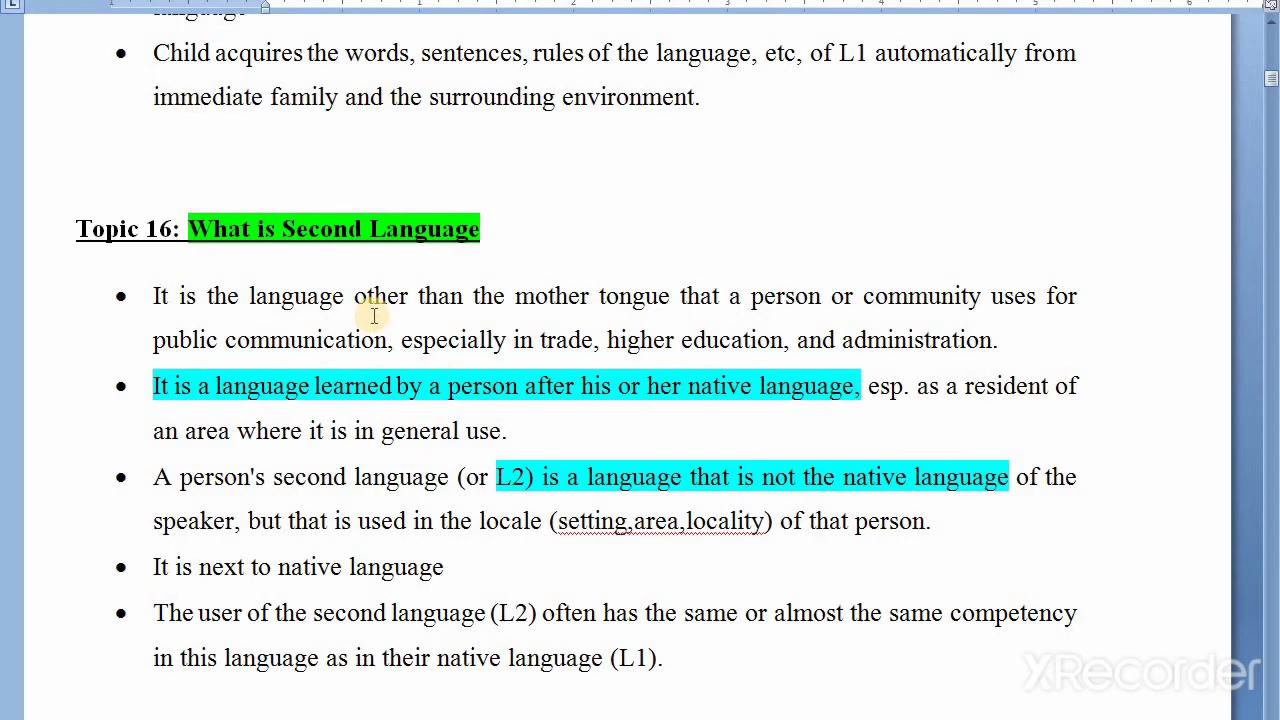 language
• Child acquires the words, sentences, rules of the language, etc, of L1 automatically from
immediate family and the surrounding environment.
Topic 16: What is Second Language
• It is the language other than the mother tongue that a person or community uses for
public communication, especially in trade, higher education, and administration.
• It is a language learned by a person after his or her native language, esp. as a resident of
an area where it is in general use.
• A person's second language (or L2) is a language that is not the native language of the
speaker, but that is used in the locale (setting,area,locality) of that person.
• It is next to native language
• The user of the second language (L2) often has the same or almost the same competency
in this language as in their native language (L1).
XRecorder